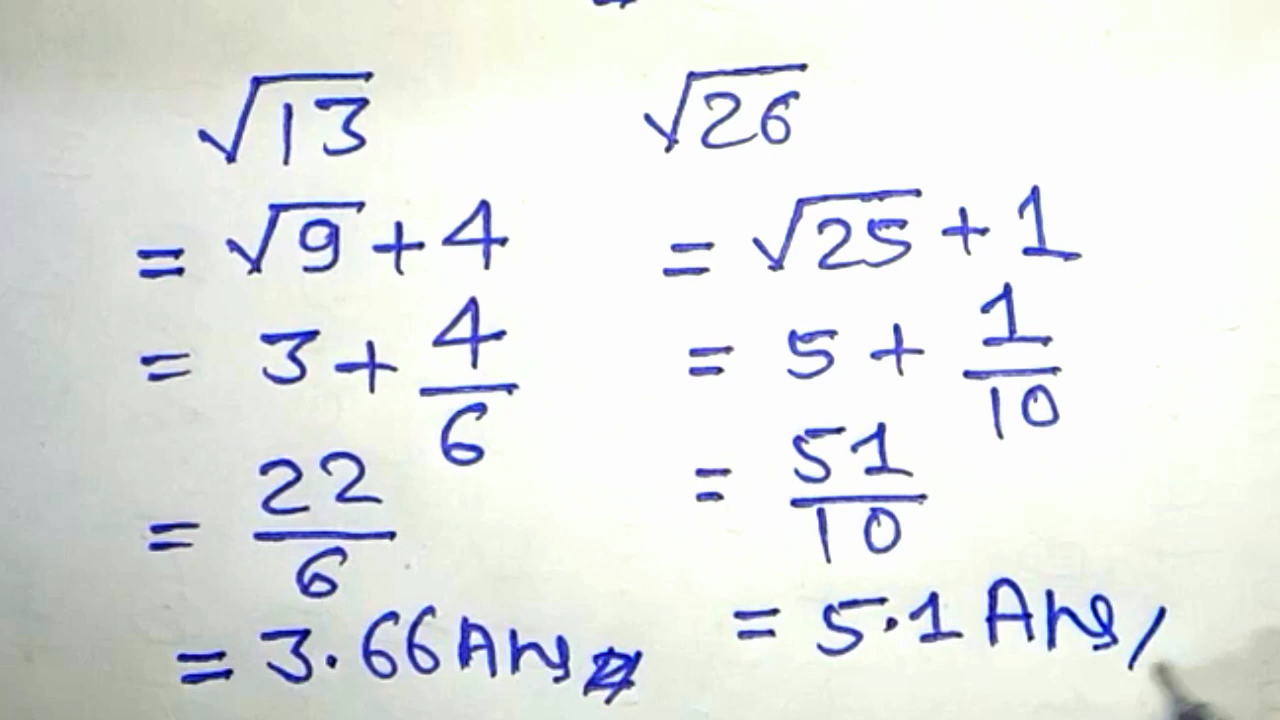 √13
= √9 + 4
= 3 + 4/6
= 22/6
= 3.66 Ans
√26
= √25 + 1
= 5 + 1/10
= 51/10
= 5.1 Ans/